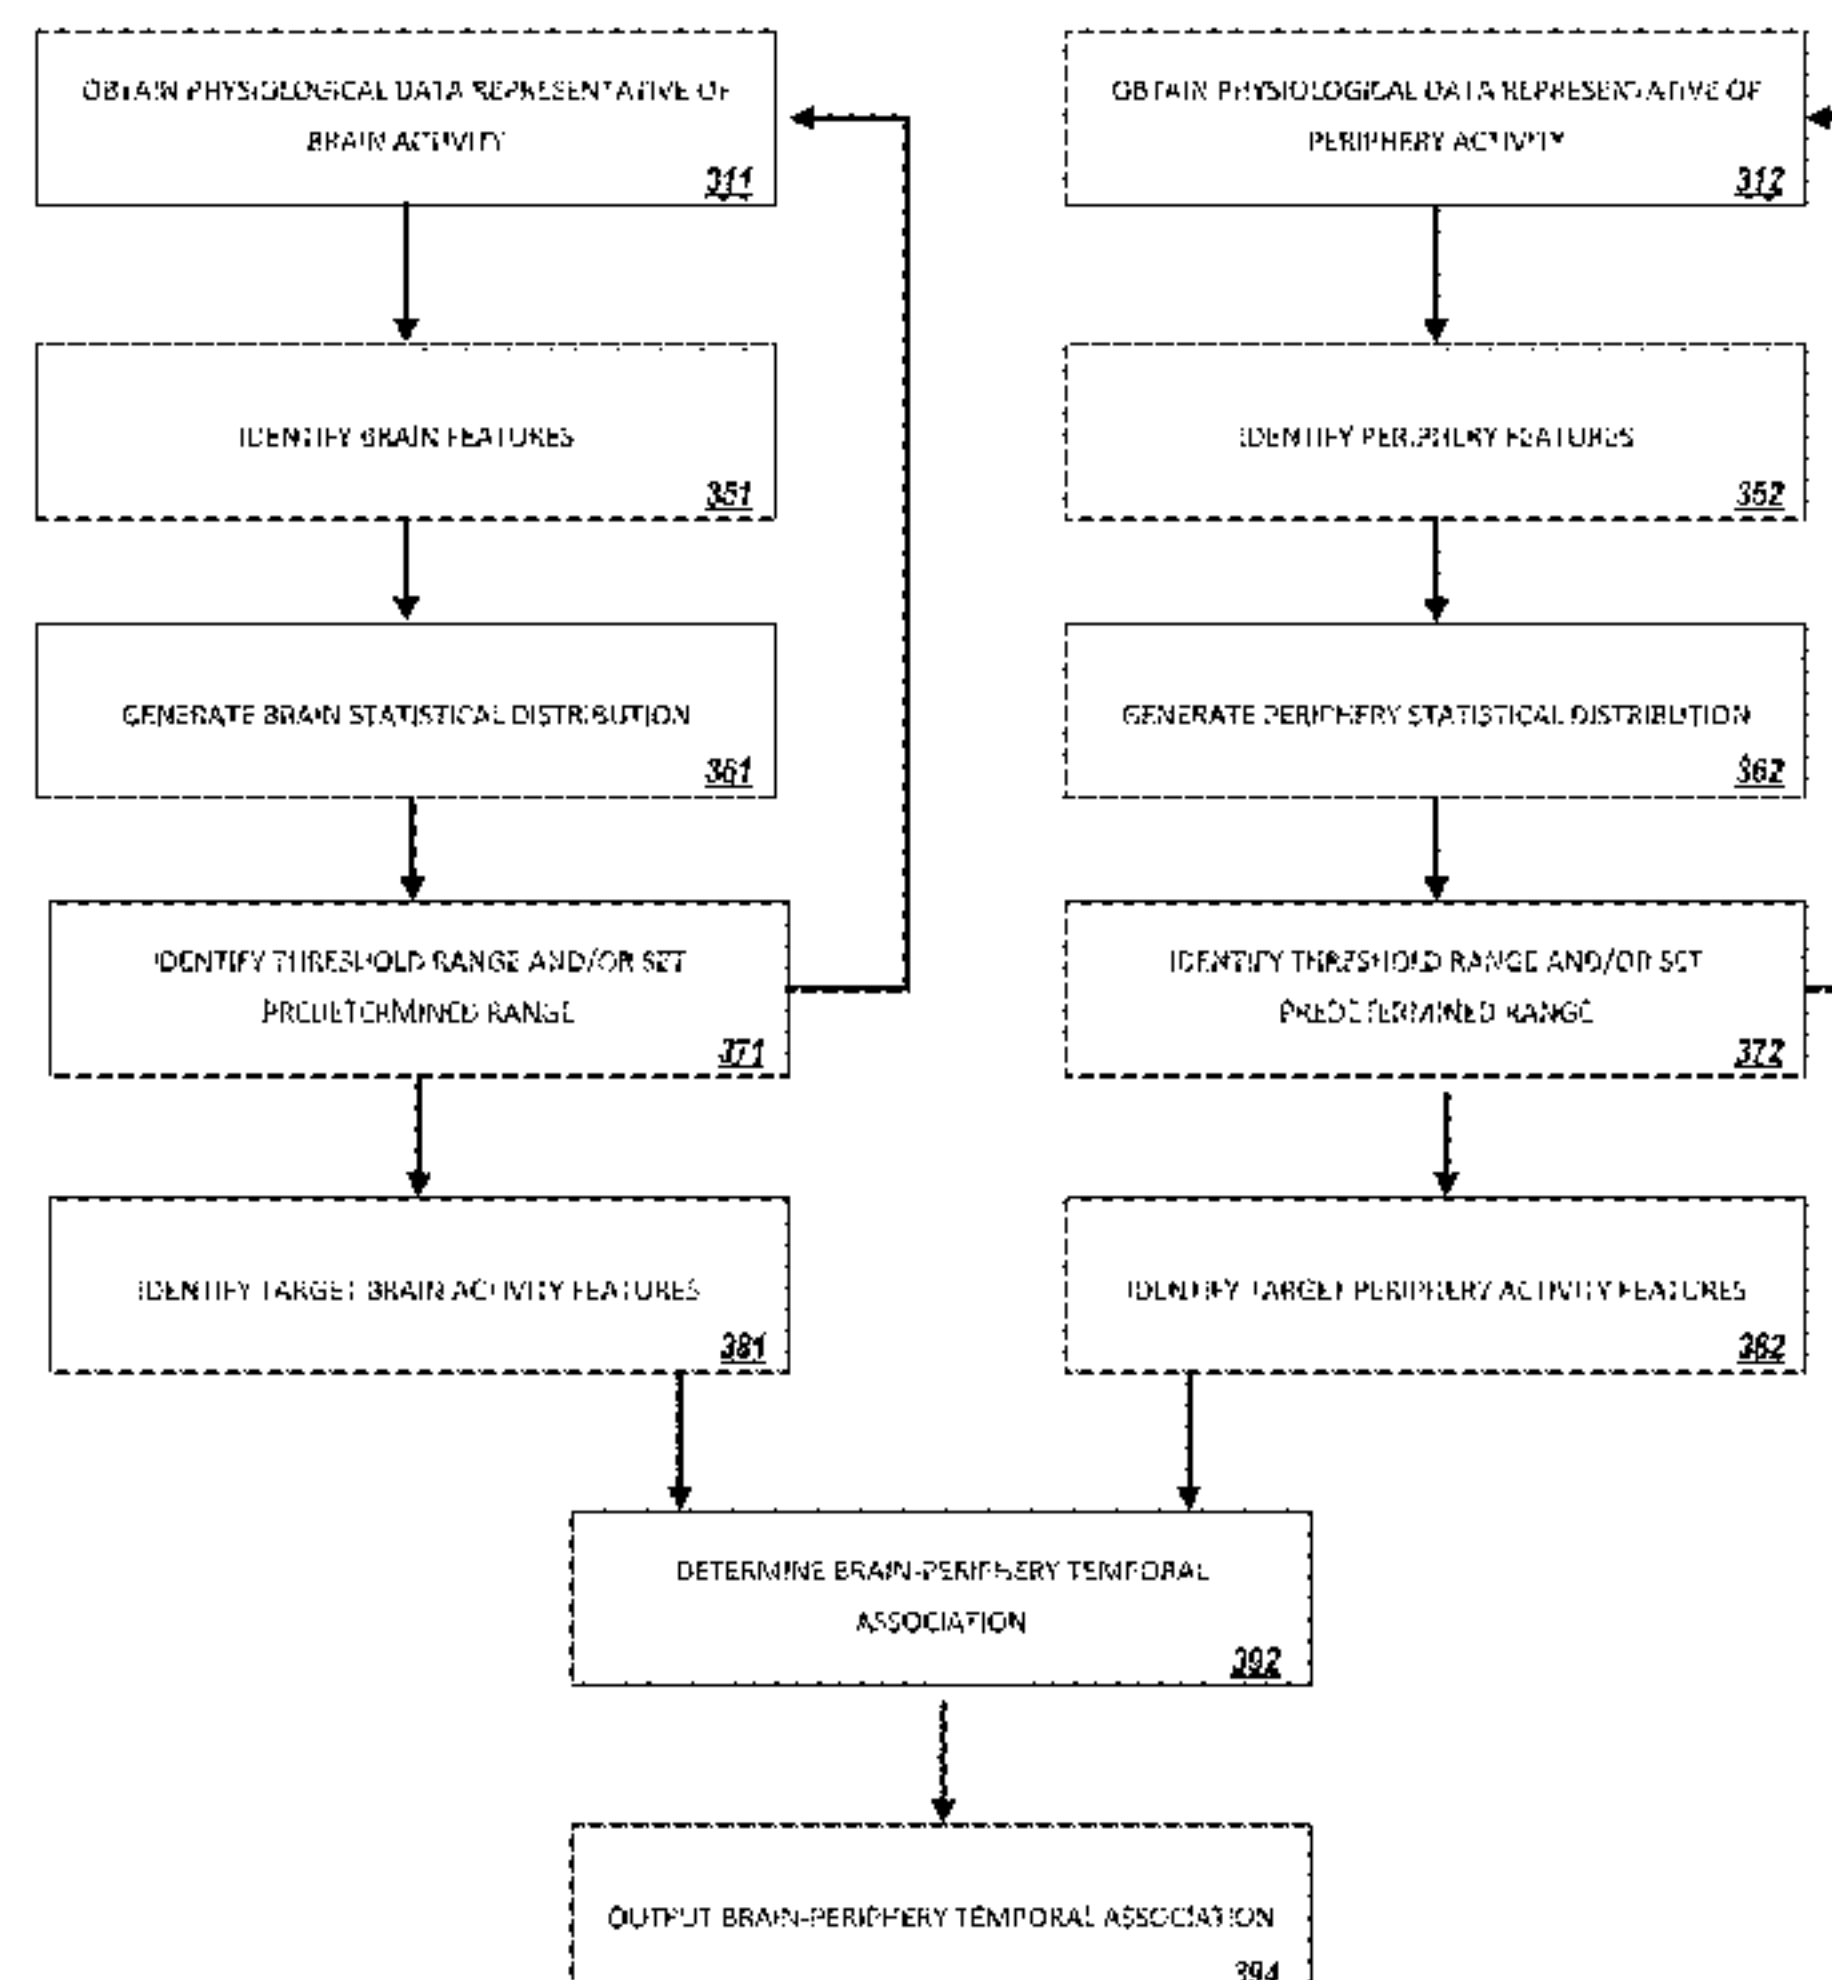 OBTAIN PHYSIOLOGICAL DATA REPRESENTATIVE OF
BRAIN ACTIVITY
311
OBTAIN PHYSIOLOGICAL DATA REPRESENTATIVE OF
PERIPHERY ACTIVITY
312
IDENTIFY BRAIN FEATURES
351
IDENTIFY PERIPHERY FEATURES
352
GENERATE BRAIN STATISTICAL DISTRIBUTION
361
GENERATE PERIPHERY STATISTICAL DISTRIBUTION
362
IDENTIFY THRESHOLD RANGE AND/OR SET
PREDETERMINED RANGE
371
IDENTIFY THRESHOLD RANGE AND/OR SET
PREDETERMINED RANGE
372
IDENTIFY TARGET BRAIN ACTIVITY FEATURES
381
IDENTIFY TARGET PERIPHERY ACTIVITY FEATURES
382
DETERMINE BRAIN-PERIPHERY TEMPORAL
ASSOCIATION
392
OUTPUT BRAIN-PERIPHERY TEMPORAL ASSOCIATION
394